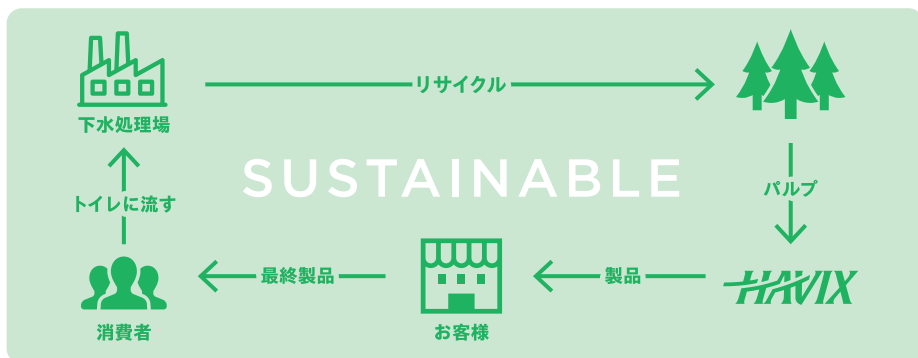 リサイクル
下水処理場
SUSTAINABLE
パルプ
トイレに流す
最終製品
製品
HAVIX
消費者
お客様